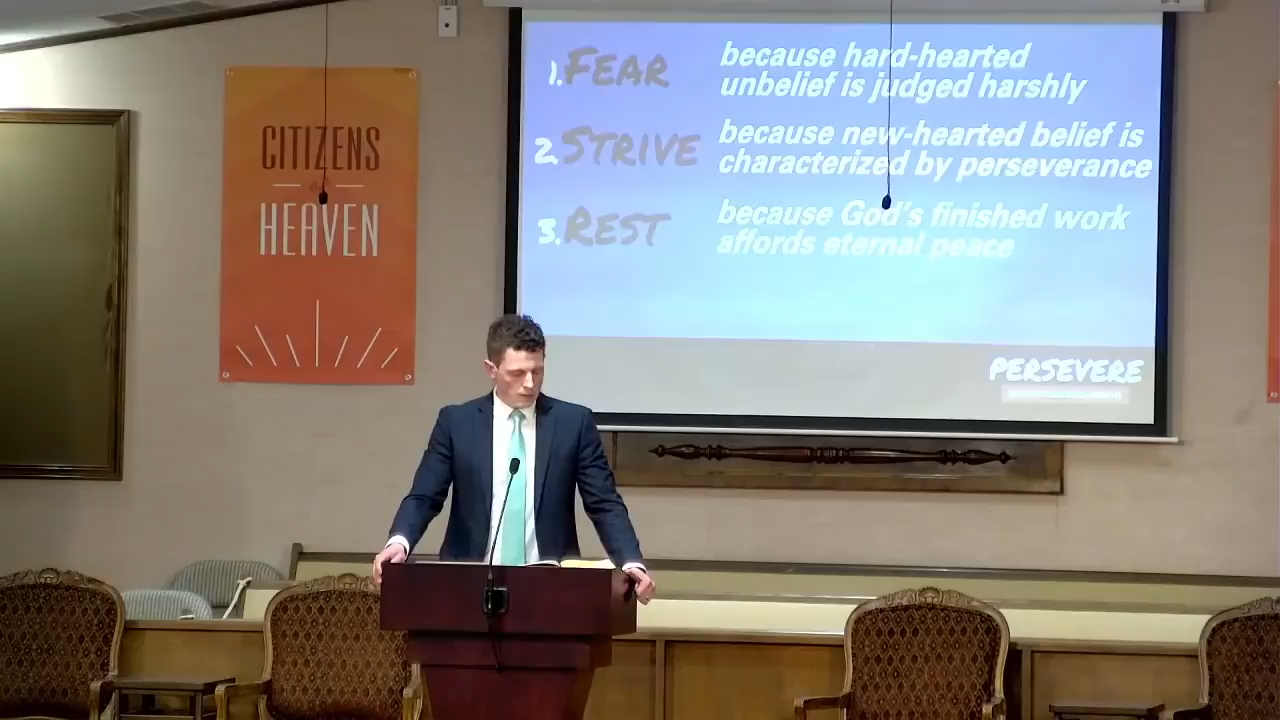 CITIZENS
HEAVEN
1. FEAR
because hard-hearted
unbelief is judged harshly
2. STRIVE
because new-hearted belief is
characterized by perseverance
3. REST
because God's finished work
affords eternal peace
PERSEVERE